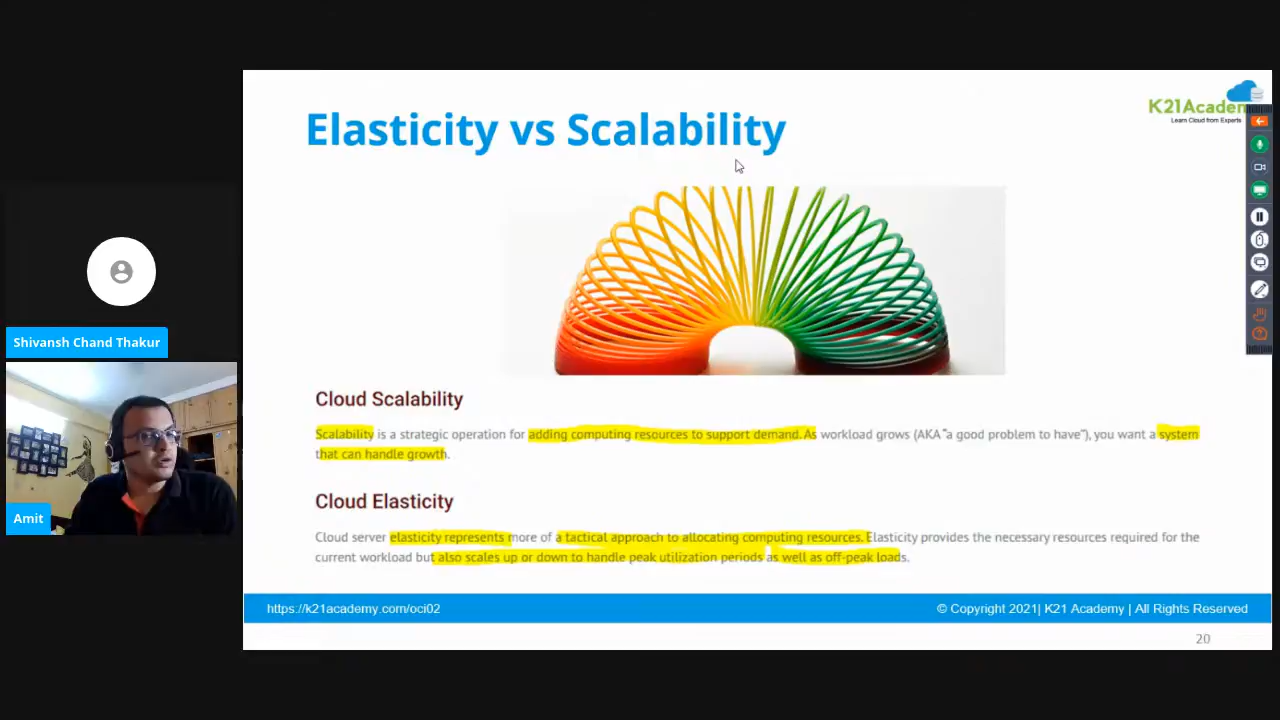 Elasticity vs Scalability
K21Academ
Learn Cloud from Experts
Shivansh Chand Thakur
Amit
Cloud Scalability
Scalability is a strategic operation for adding computing resources to support demand. As workload grows (AKA “a good problem to have”), you want a system
that can handle growth.
Cloud Elasticity
Cloud server elasticity represents more of a tactical approach to allocating computing resources. Elasticity provides the necessary resources required for the
current workload but also scales up or down to handle peak utilization periods as well as off-peak loads.
https://k21academy.com/oci02
© Copyright 2021| K21 Academy | All Rights Reserved
20